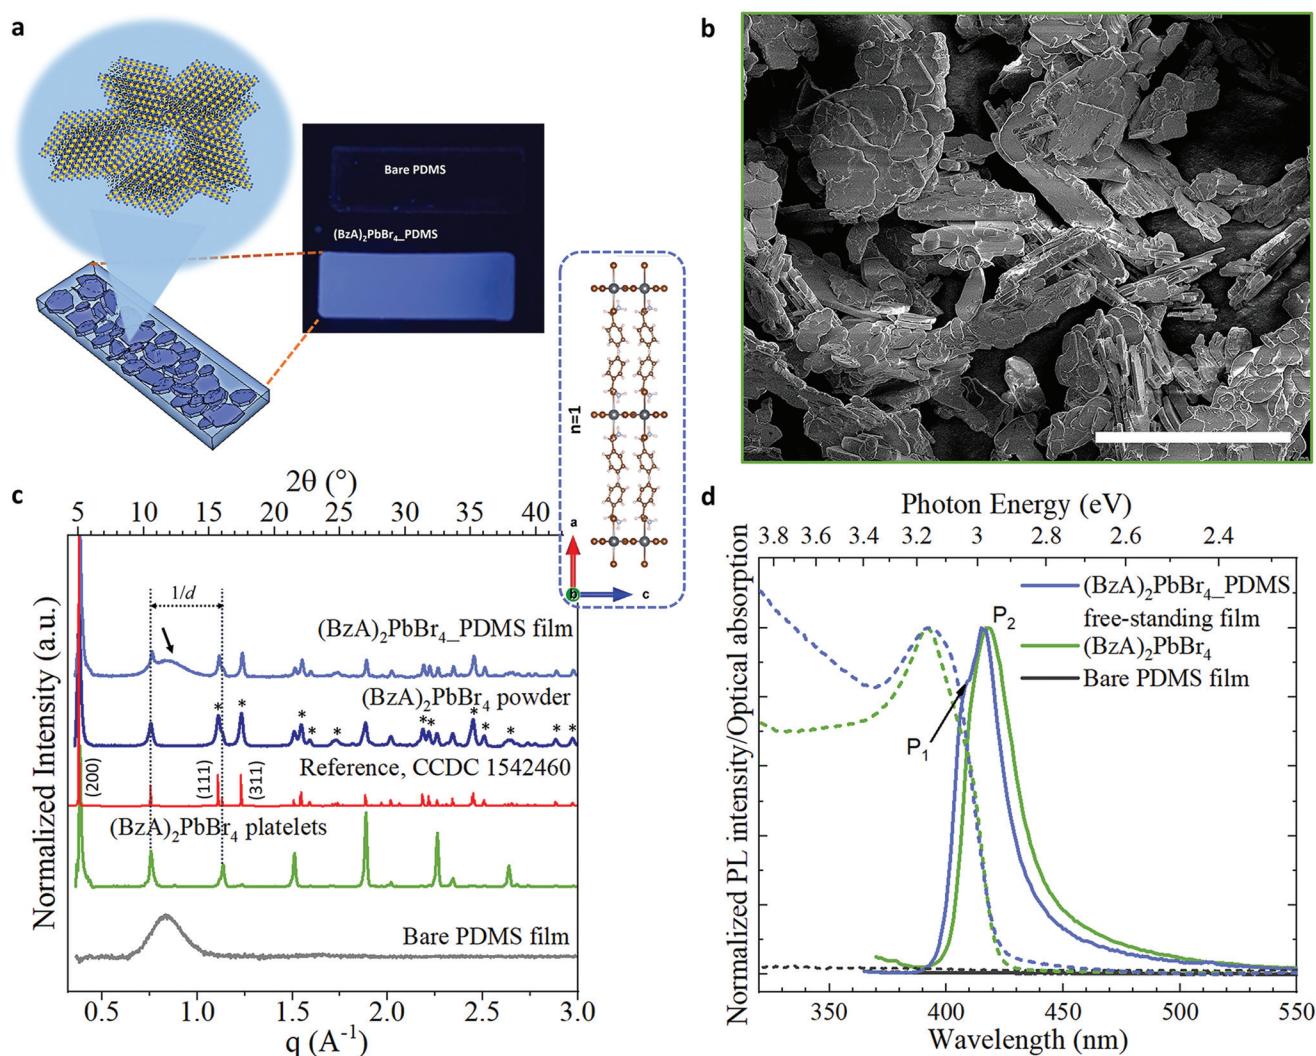 a
Bare PDMS
(BzA)₂PbBr₄_PDMS
n=1
a
b
c
b
c
2θ (°)
5 10 15 20 25 30 35 40
1/d
(BzA)₂PbBr₄_PDMS film
(BzA)₂PbBr₄ powder
* * * * * * * * * * * *
Reference, CCDC 1542460
(200)
(111)
(311)
(BzA)₂PbBr₄ platelets
Bare PDMS film
Normalized Intensity (a.u.)
0.5 1.0 1.5 2.0 2.5 3.0
q (A⁻¹)
d
Photon Energy (eV)
3.8 3.6 3.4 3.2 3 2.8 2.6 2.4
(BzA)₂PbBr₄_PDMS
free-standing film
(BzA)₂PbBr₄
Bare PDMS film
P₂
P₁
Normalized PL intensity/Optical absorption
350 400 450 500 550
Wavelength (nm)